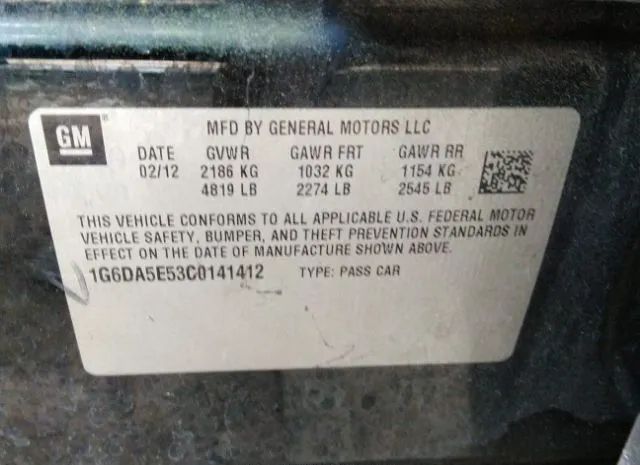 GM ®
MFD BY GENERAL MOTORS LLC
DATE GVWR GAWR FRT GAWR RR
02/12 2186 KG 1032 KG 1154 KG
4819 LB 2274 LB 2545 LB
THIS VEHICLE CONFORMS TO ALL APPLICABLE U.S. FEDERAL MOTOR
VEHICLE SAFETY, BUMPER, AND THEFT PREVENTION STANDARDS IN
EFFECT ON THE DATE OF MANUFACTURE SHOWN ABOVE.
1G6DA5E53C0141412 TYPE: PASS CAR